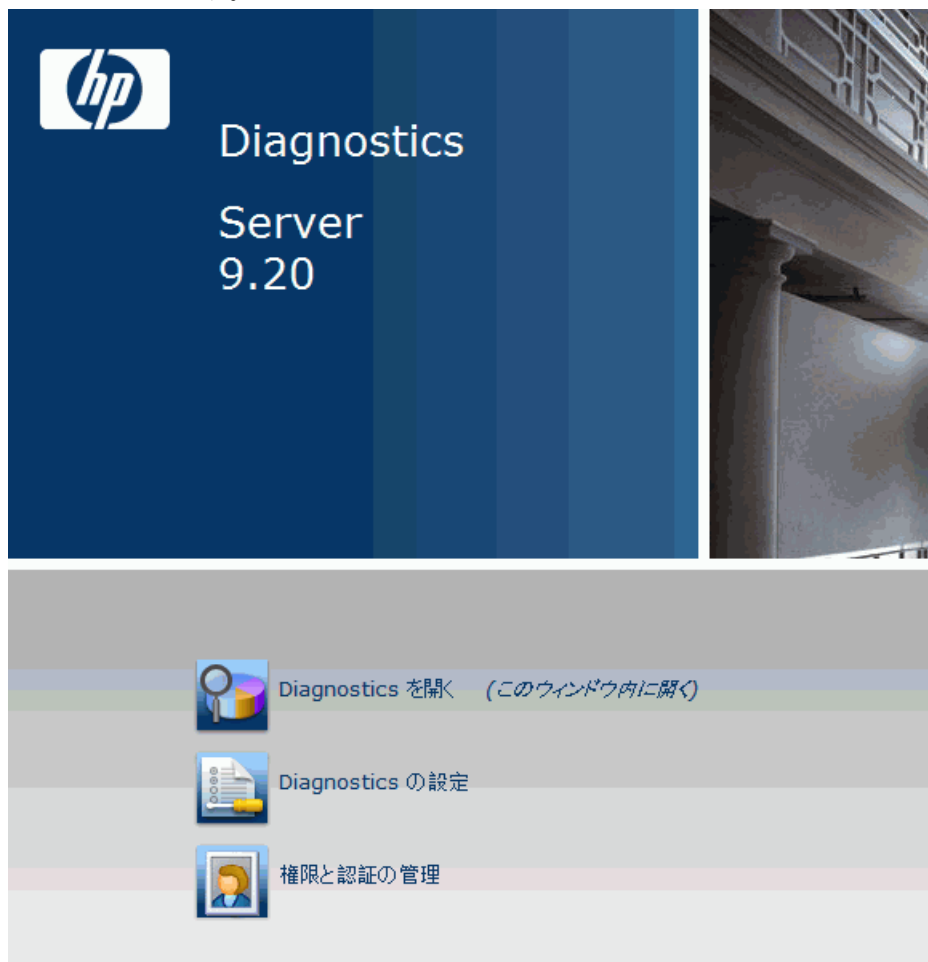 hp
Diagnostics
Server
9.20
Diagnostics を開く (このウィンドウ内に開く)
Diagnostics の設定
権限と認証の管理